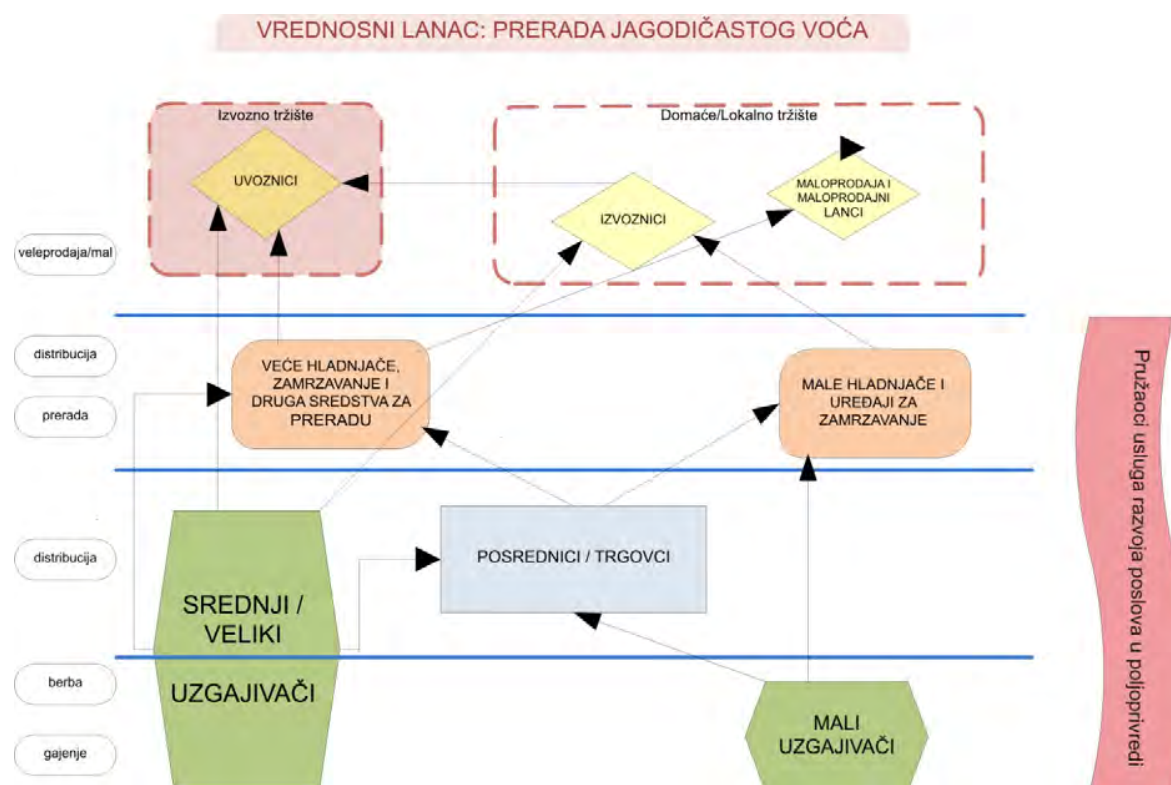 VREDNOSNI LANAC: PRERADA JAGODIČASTOG VOĆA
Izvozno tržište
Domaće/Lokalno tržište
UVOZNICI
IZVOZNICI
MALOPRODAJA I
MALOPRODAJNI
LANCI
veleprodaja/mal
distribucija
prerada
VEĆE HLADNJAČE,
ZAMRZAVANJE I
DRUGA SREDSTVA ZA
PRERADU
MALE HLADNJAČE I
UREĐAJI ZA
ZAMRZAVANJE
distribucija
SREDNJI /
VELIKI
UZGAJIVAČI
POSREDNICI / TRGOVCI
berba
gajenje
MALI
UZGAJIVAČI
Pružaoci usluga razvoja poslova u poljoprivredi